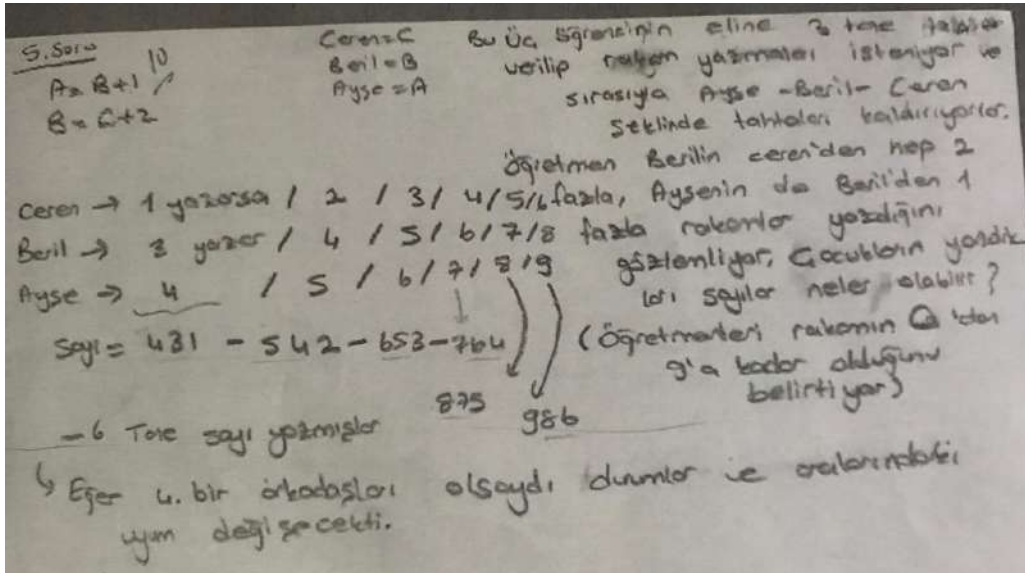 5. Soru
A= B+1
10
B= C+2
Ceren=C
Beril=B
Ayşe=A
Bu üç öğrencinin eline 3 tane
verilip rakam yazmaları isteniyor ve
sırasıyla Ayşe-Beril-Ceren
şeklinde tahtaları kaldırıyorlar.
Öğretmen Berilin ceren'den hep 2
fazla, Ayşenin de Beril'den 1
fazla rakamlar yazdığını
gözlemliyor, Çocukların yazdık
ları sayılar neler olabilir?
(Öğretmenleri rakamın 0'dan
9'a kadar olduğunu
belirtiyor)
Ceren → 1 yazarsa / 2 / 3 / 4/5/6
Beril → 3 yazar / 4 / 5 / 6 / 7 / 8
Ayşe → 4 / 5 / 6 / 7 / 8 / 9
Sayı = 431 - 542 - 653 - 764
875
986
- 6 Tane sayı yazmışlar
↳ Eğer 4. bir arkadaşları olsaydı durumlar ve aralarındaki
uyum değişecekti.